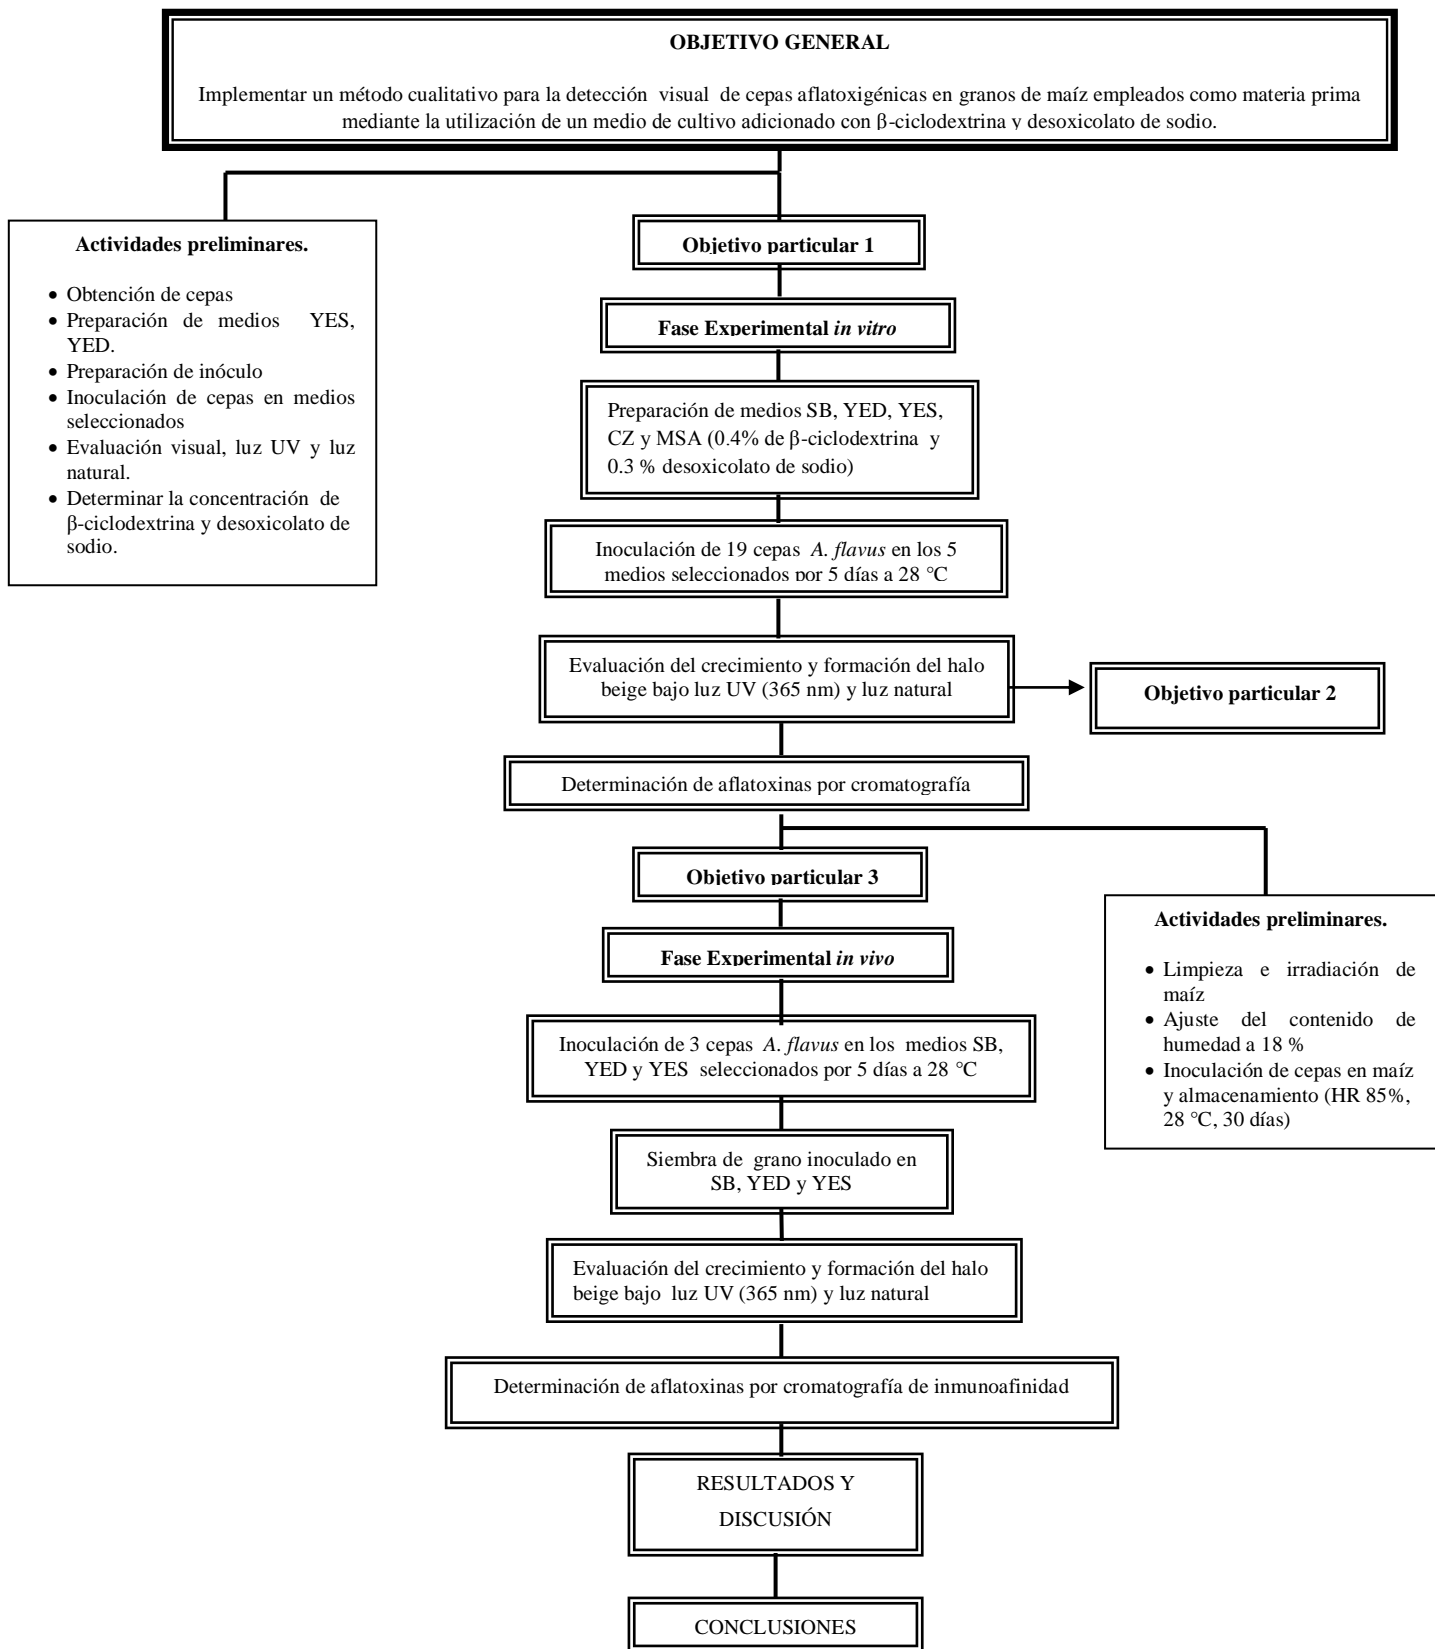 OBJETIVO GENERAL
Implementar un método cualitativo para la detección visual de cepas aflatoxigénicas en granos de maíz empleados como materia prima
mediante la utilización de un medio de cultivo adicionado con β-ciclodextrina y desoxicolato de sodio.
Actividades preliminares.
• Obtención de cepas
• Preparación de medios YES,
YED.
• Preparación de inóculo
• Inoculación de cepas en medios
seleccionados
• Evaluación visual, luz UV y luz
natural.
• Determinar la concentración de
β-ciclodextrina y desoxicolato de
sodio.
Objetivo particular 1
Fase Experimental in vitro
Preparación de medios SB, YED, YES,
CZ y MSA (0.4% de β-ciclodextrina y
0.3 % desoxicolato de sodio)
Inoculación de 19 cepas A. flavus en los 5
medios seleccionados por 5 días a 28 °C
Evaluación del crecimiento y formación del halo
beige bajo luz UV (365 nm) y luz natural
Objetivo particular 2
Determinación de aflatoxinas por cromatografía
Objetivo particular 3
Fase Experimental in vivo
Actividades preliminares.
• Limpieza e irradiación de
maíz
• Ajuste del contenido de
humedad a 18 %
• Inoculación de cepas en maíz
y almacenamiento (HR 85%,
28 °C, 30 días)
Inoculación de 3 cepas A. flavus en los medios SB,
YED y YES seleccionados por 5 días a 28 °C
Siembra de grano inoculado en
SB, YED y YES
Evaluación del crecimiento y formación del halo
beige bajo luz UV (365 nm) y luz natural
Determinación de aflatoxinas por cromatografía de inmunoafinidad
RESULTADOS Y
DISCUSIÓN
CONCLUSIONES